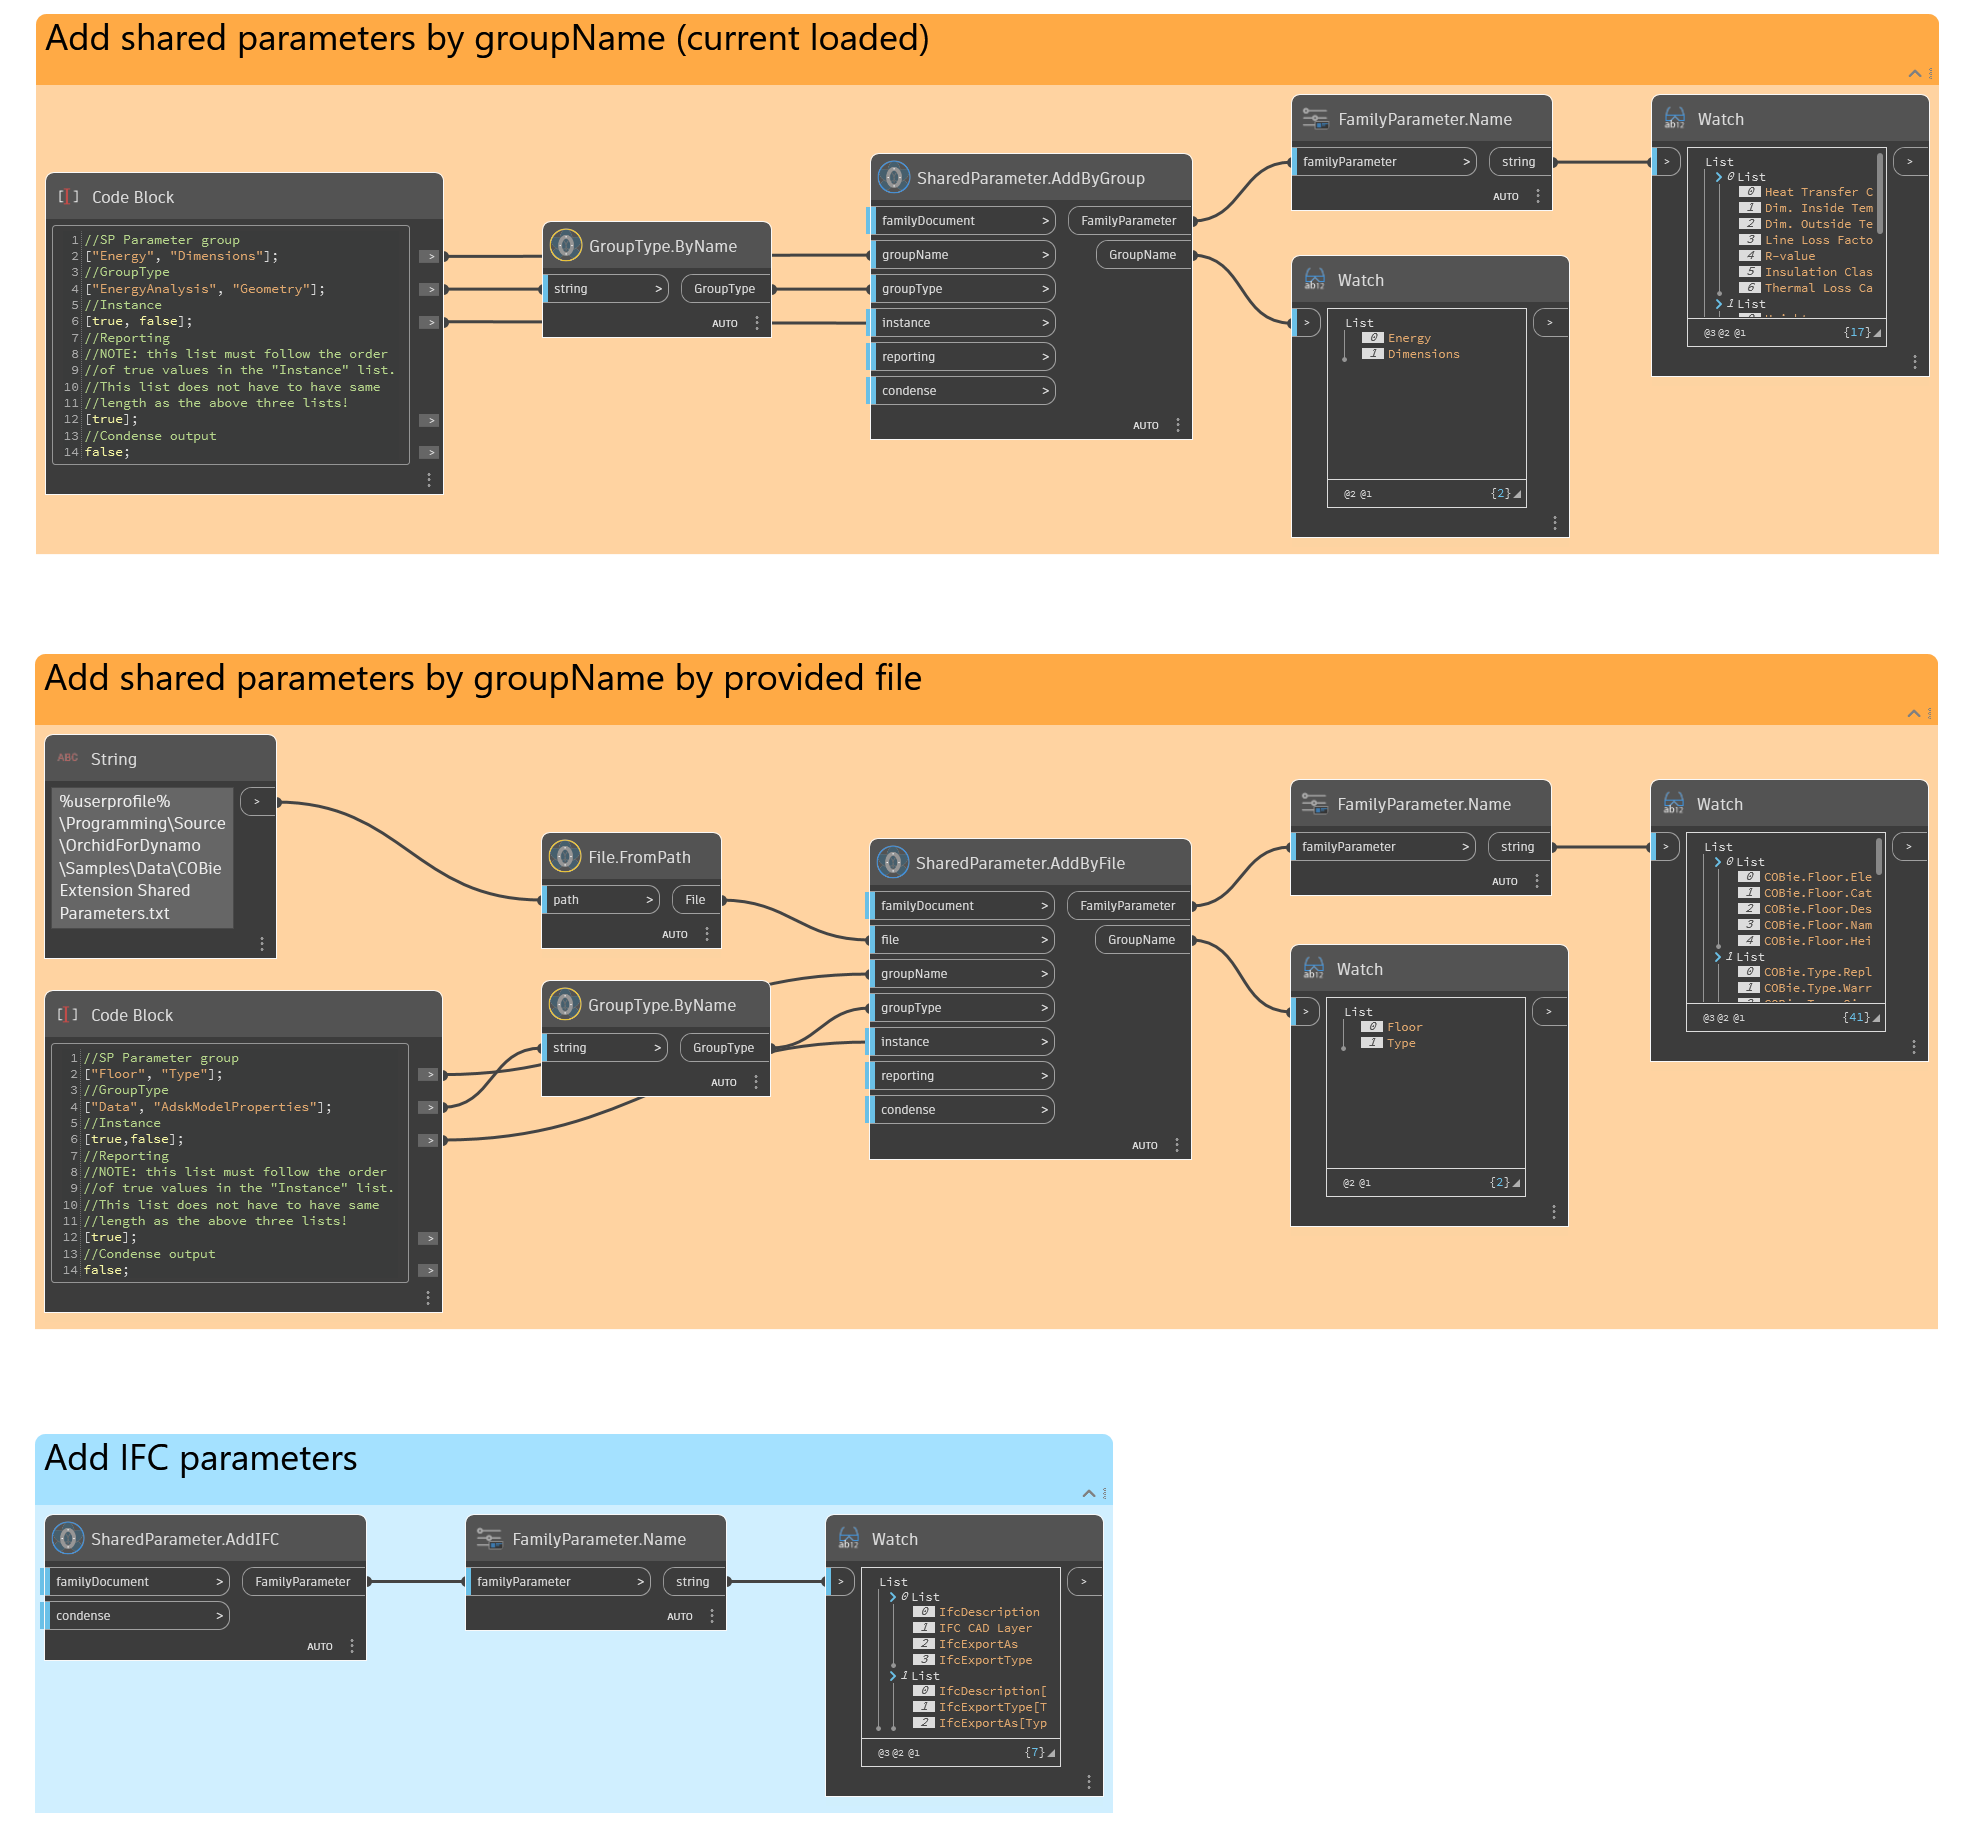 Add shared parameters by groupName (current loaded)
Code Block
1 //SP Parameter group
2 ["Energy", "Dimensions"];
3 //GroupType
4 ["EnergyAnalysis", "Geometry"];
5 //Instance
6 [true, false];
7 //Reporting
8 //NOTE: this list must follow the order
9 //of true values in the "Instance" list.
10 //This list does not have to have same
11 //length as the above three lists!
12 [true];
13 //Condense output
14 false;
GroupType.ByName
string > GroupType
AUTO
SharedParameter.AddByGroup
familyDocument > FamilyParameter
groupName > GroupName
groupType >
instance >
reporting >
condense >
AUTO
FamilyParameter.Name
familyParameter > string
AUTO
Watch
> List >
0 Energy
1 Dimensions
@2 @1 {2}
Watch
> List >
0 List
0 Heat Transfer C
1 Dim. Inside Tem
2 Dim. Outside Te
3 Line Loss Facto
4 R-value
5 Insulation Clas
6 Thermal Loss Ca
1 List
@3 @2 @1 {17}
Add shared parameters by groupName by provided file
ABC String
%userprofile%
\Programming\Source
\OrchidForDynamo
\Samples\Data\COBie
Extension Shared
Parameters.txt
>
Code Block
1 //SP Parameter group
2 ["Floor", "Type"];
3 //GroupType
4 ["Data", "AdskModelProperties"];
5 //Instance
6 [true,false];
7 //Reporting
8 //NOTE: this list must follow the order
9 //of true values in the "Instance" list.
10 //This list does not have to have same
11 //length as the above three lists!
12 [true];
13 //Condense output
14 false;
File.FromPath
path > File
AUTO
GroupType.ByName
string > GroupType
AUTO
SharedParameter.AddByFile
familyDocument > FamilyParameter
file > GroupName
groupName >
groupType >
instance >
reporting >
condense >
AUTO
FamilyParameter.Name
familyParameter > string
AUTO
Watch
> List >
0 Floor
1 Type
@2 @1 {2}
Watch
> List >
0 List
0 COBie.Floor.Ele
1 COBie.Floor.Cat
2 COBie.Floor.Des
3 COBie.Floor.Nam
4 COBie.Floor.Hei
1 List
0 COBie.Type.Repl
1 COBie.Type.Warr
@3 @2 @1 {41}
Add IFC parameters
SharedParameter.AddIFC
familyDocument > FamilyParameter
condense >
AUTO
FamilyParameter.Name
familyParameter > string
AUTO
Watch
> List >
0 List
0 IfcDescription
1 IFC CAD Layer
2 IfcExportAs
3 IfcExportType
1 List
0 IfcDescription[
1 IfcExportType[T
2 IfcExportAs[Typ
@3 @2 @1 {7}